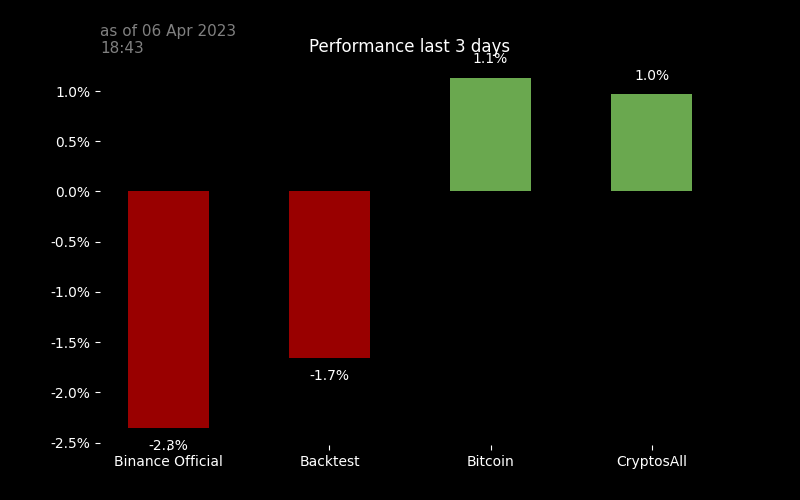 as of 06 Apr 2023
18:43
Performance last 3 days
1.1%
1.0%
1.0%
0.5%
0.0%
-0.5%
-1.0%
-1.5%
-1.7%
-2.0%
-2.3%
-2.5%
Binance Official
Backtest
Bitcoin
CryptosAll